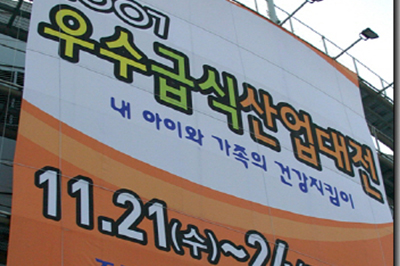 우수급식산업대전
내 아이와 가족의 건강지킴이
11.21(수)~2